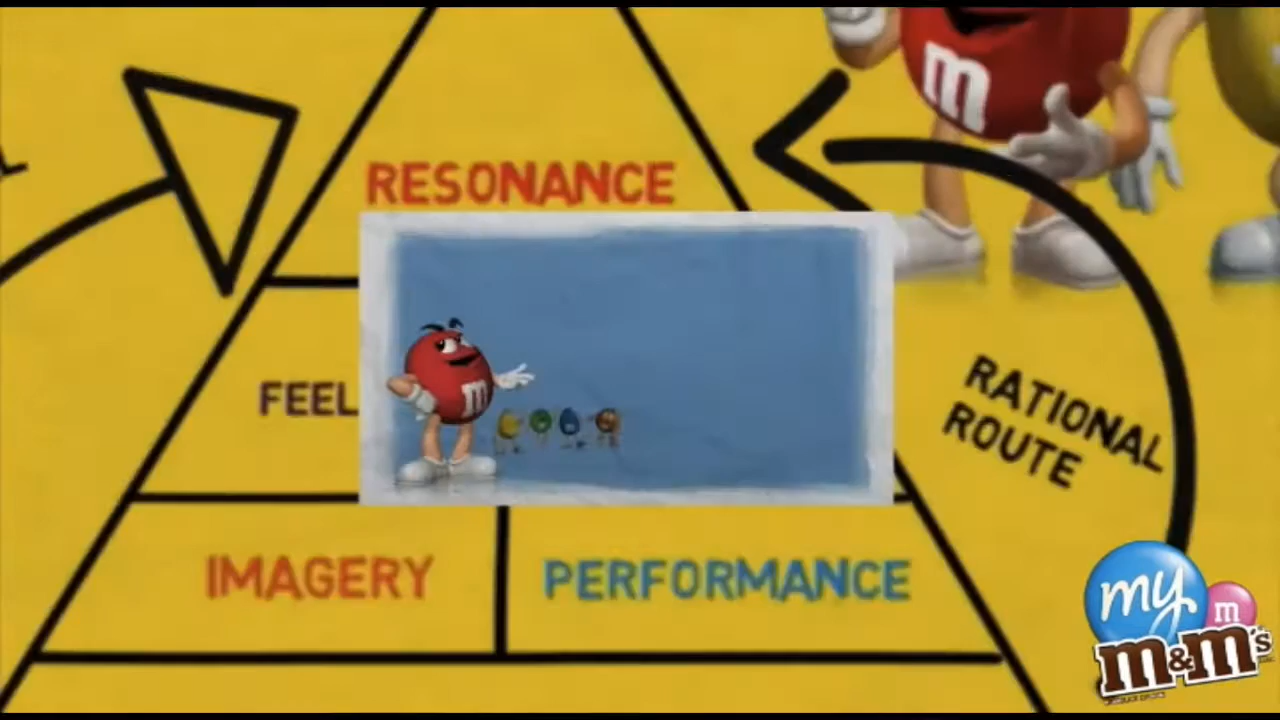 RESONANCE
FEEL
RATIONAL
ROUTE
IMAGERY
PERFORMANCE
my
m
m&m's
m
m